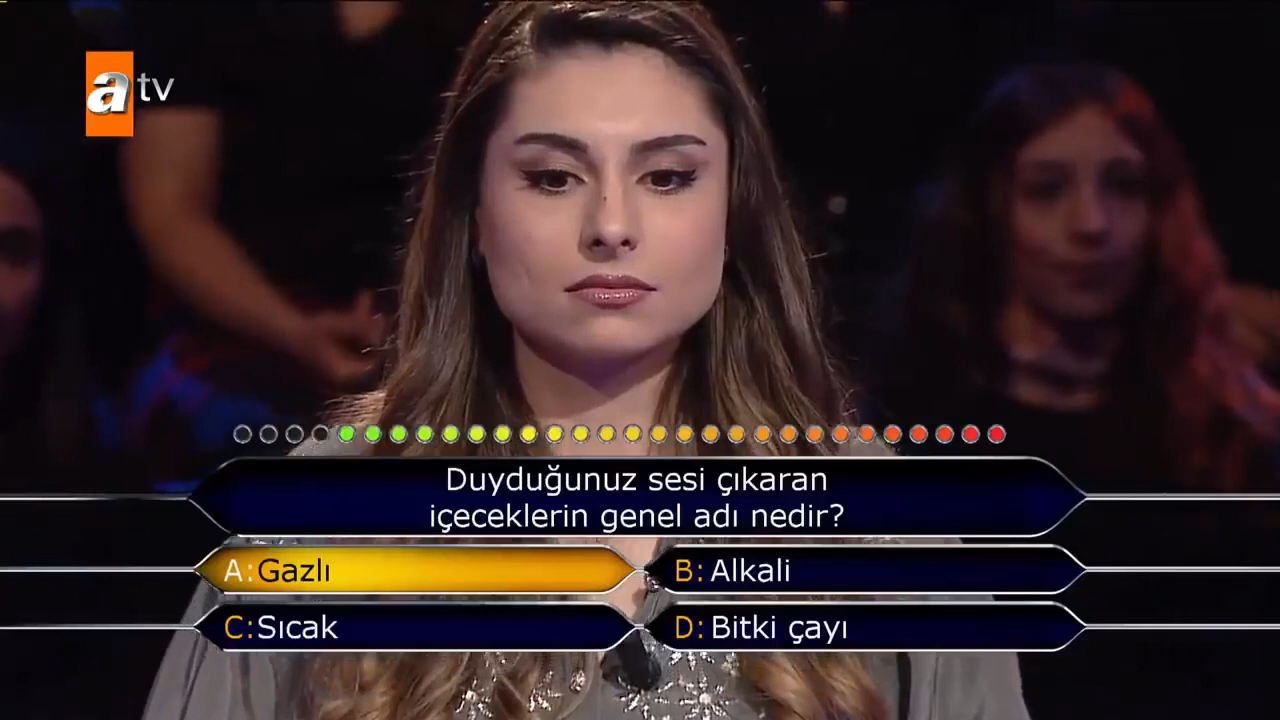 atv
Duyduğunuz sesi çıkaran
içeceklerin genel adı nedir?
A: Gazlı
B: Alkali
C: Sıcak
D: Bitki çayı